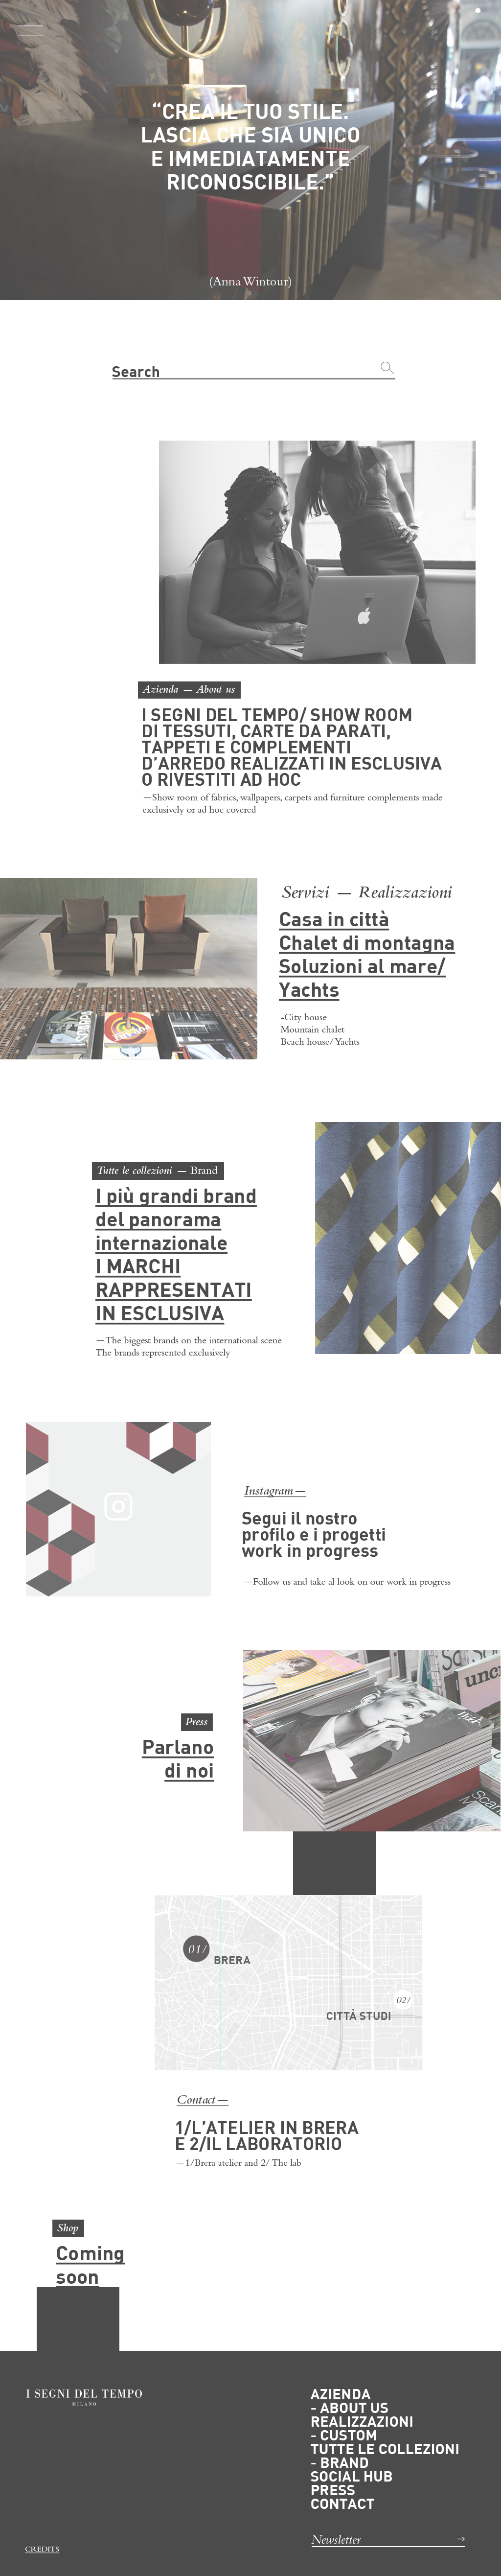 “CREA IL TUO STILE.
LASCIA CHE SIA UNICO
E IMMEDIATAMENTE
RICONOSCIBILE.”
(Anna Wintour)
Search
Azienda — About us
I SEGNI DEL TEMPO/ SHOW ROOM
DI TESSUTI, CARTE DA PARATI,
TAPPETI E COMPLEMENTI
D’ARREDO REALIZZATI IN ESCLUSIVA
O RIVESTITI AD HOC
—Show room of fabrics, wallpapers, carpets and furniture complements made
exclusively or ad hoc covered
Servizi — Realizzazioni
Casa in città
Chalet di montagna
Soluzioni al mare/
Yachts
-City house
Mountain chalet
Beach house/ Yachts
Tutte le collezioni — Brand
I più grandi brand
del panorama
internazionale
I MARCHI
RAPPRESENTATI
IN ESCLUSIVA
—The biggest brands on the international scene
The brands represented exclusively
Instagram —
Segui il nostro
profilo e i progetti
work in progress
—Follow us and take al look on our work in progress
Press
Parlano
di noi
01/
BRERA
02/
CITTÀ STUDI
Contact —
1/L’ATELIER IN BRERA
E 2/IL LABORATORIO
—1/Brera atelier and 2/ The lab
Shop
Coming
soon
I SEGNI DEL TEMPO
MILANO
AZIENDA
- ABOUT US
REALIZZAZIONI
- CUSTOM
TUTTE LE COLLEZIONI
- BRAND
SOCIAL HUB
PRESS
CONTACT
Newsletter →
CREDITS